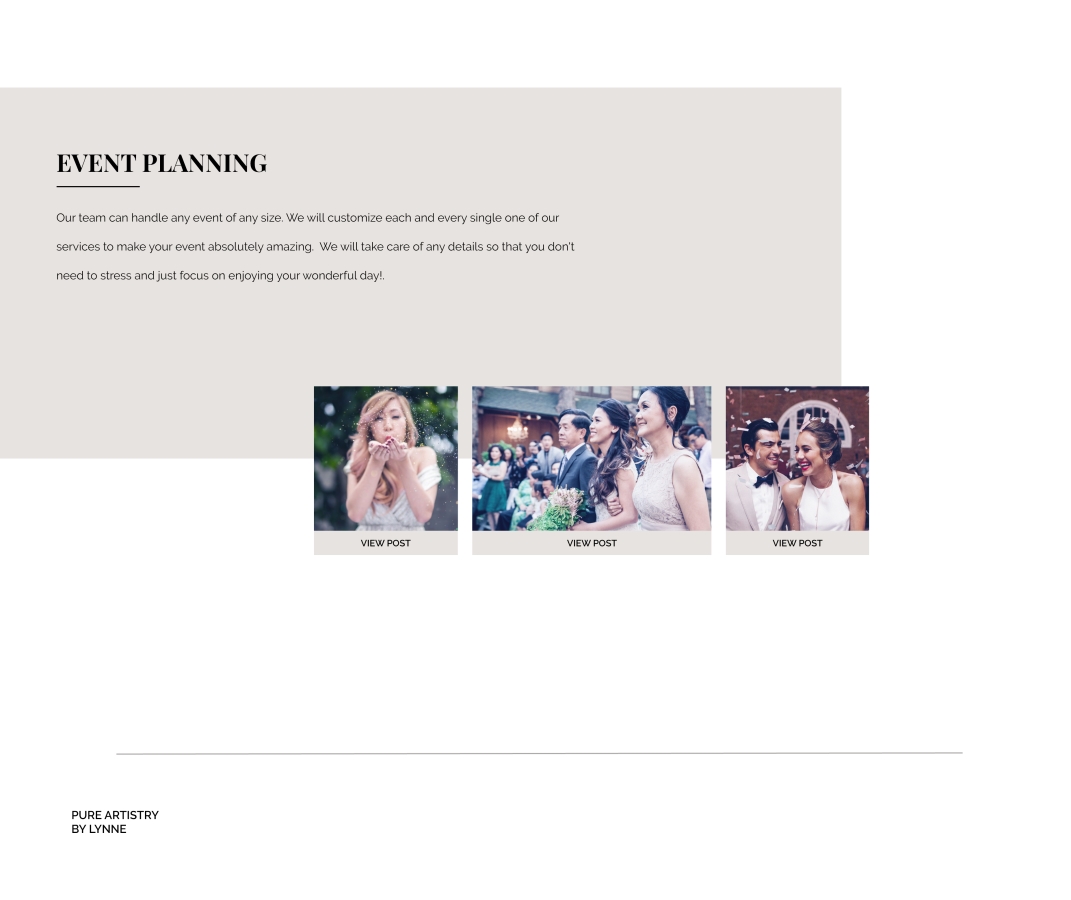 EVENT PLANNING
Our team can handle any event of any size. We will customize each and every single one of our
services to make your event absolutely amazing.  We will take care of any details so that you don't
need to stress and just focus on enjoying your wonderful day!.
VIEW POST
VIEW POST
VIEW POST
PURE ARTISTRY
BY LYNNE